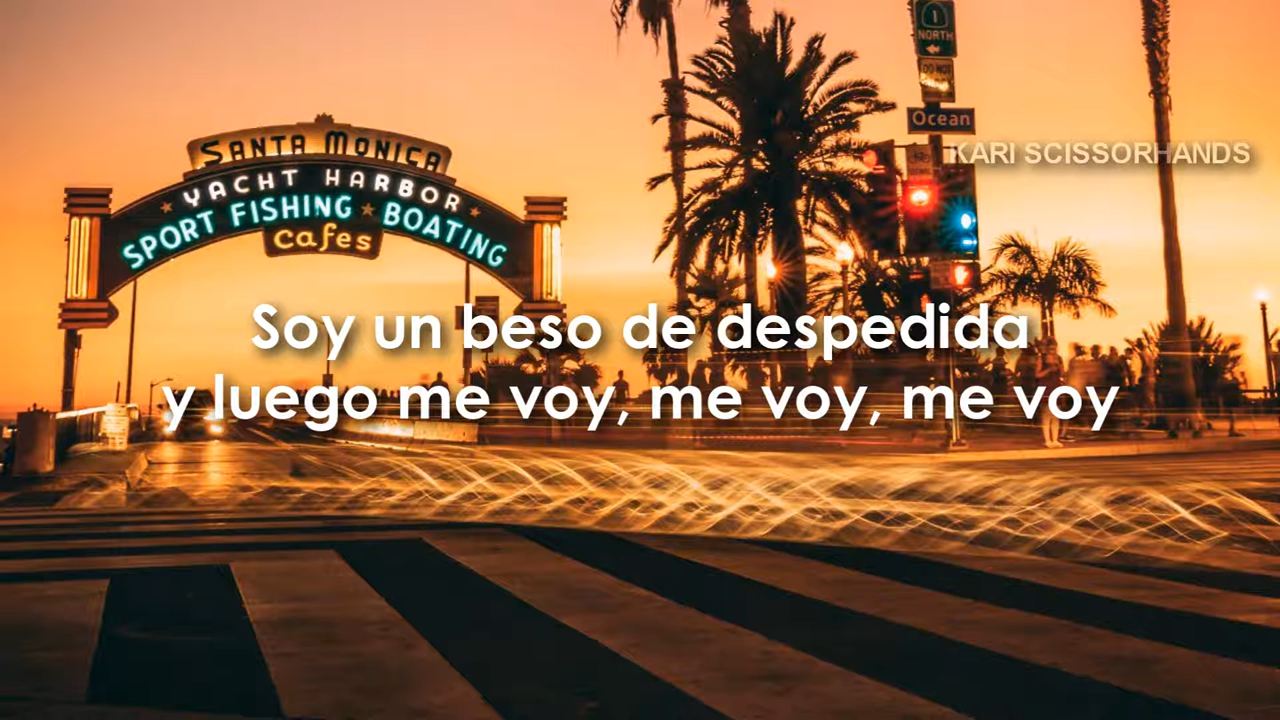 1
NORTH
DO NOT
SANTA MONICA
Ocean
KARI SCISSORHANDS
YACHT HARBOR
SPORT FISHING BOATING
cafes
Soy un beso de despedida
y luego me voy, me voy, me voy